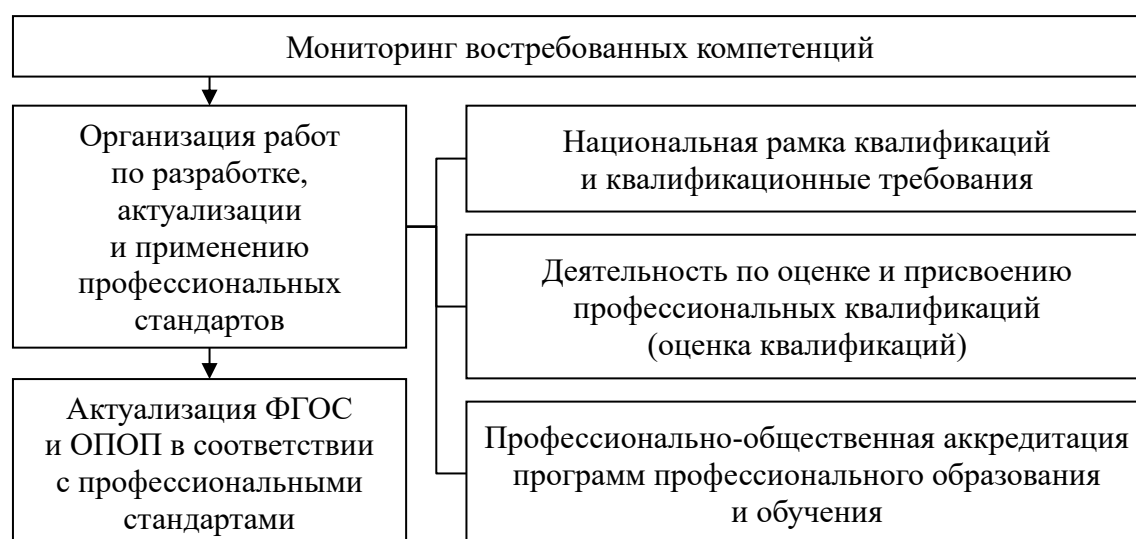 Мониторинг востребованных компетенций
Организация работ
по разработке,
актуализации
и применению
профессиональных
стандартов
Актуализация ФГОС
и ОПОП в соответствии
с профессиональными
стандартами
Национальная рамка квалификаций
и квалификационные требования
Деятельность по оценке и присвоению
профессиональных квалификаций
(оценка квалификаций)
Профессионально-общественная аккредитация
программ профессионального образования
и обучения